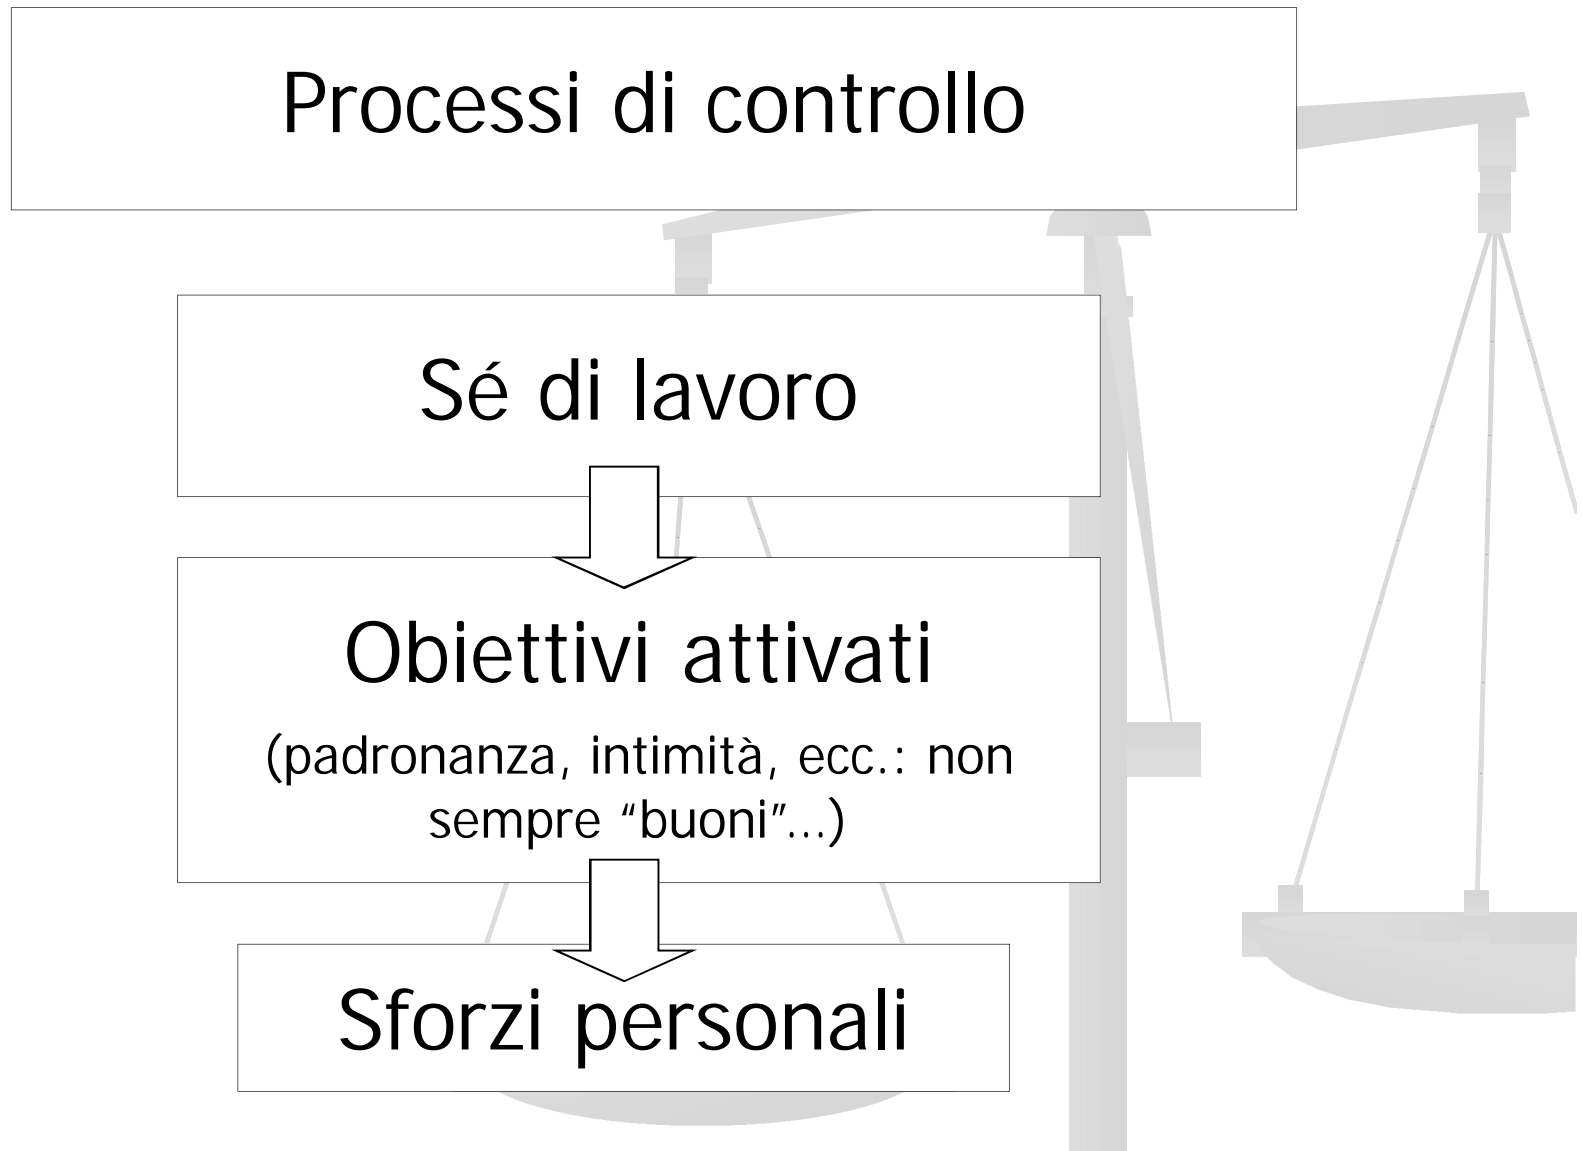 Processi di controllo
Sé di lavoro
Obiettivi attivati
(padronanza, intimità, ecc.: non
sempre “buoni”...)
Sforzi personali